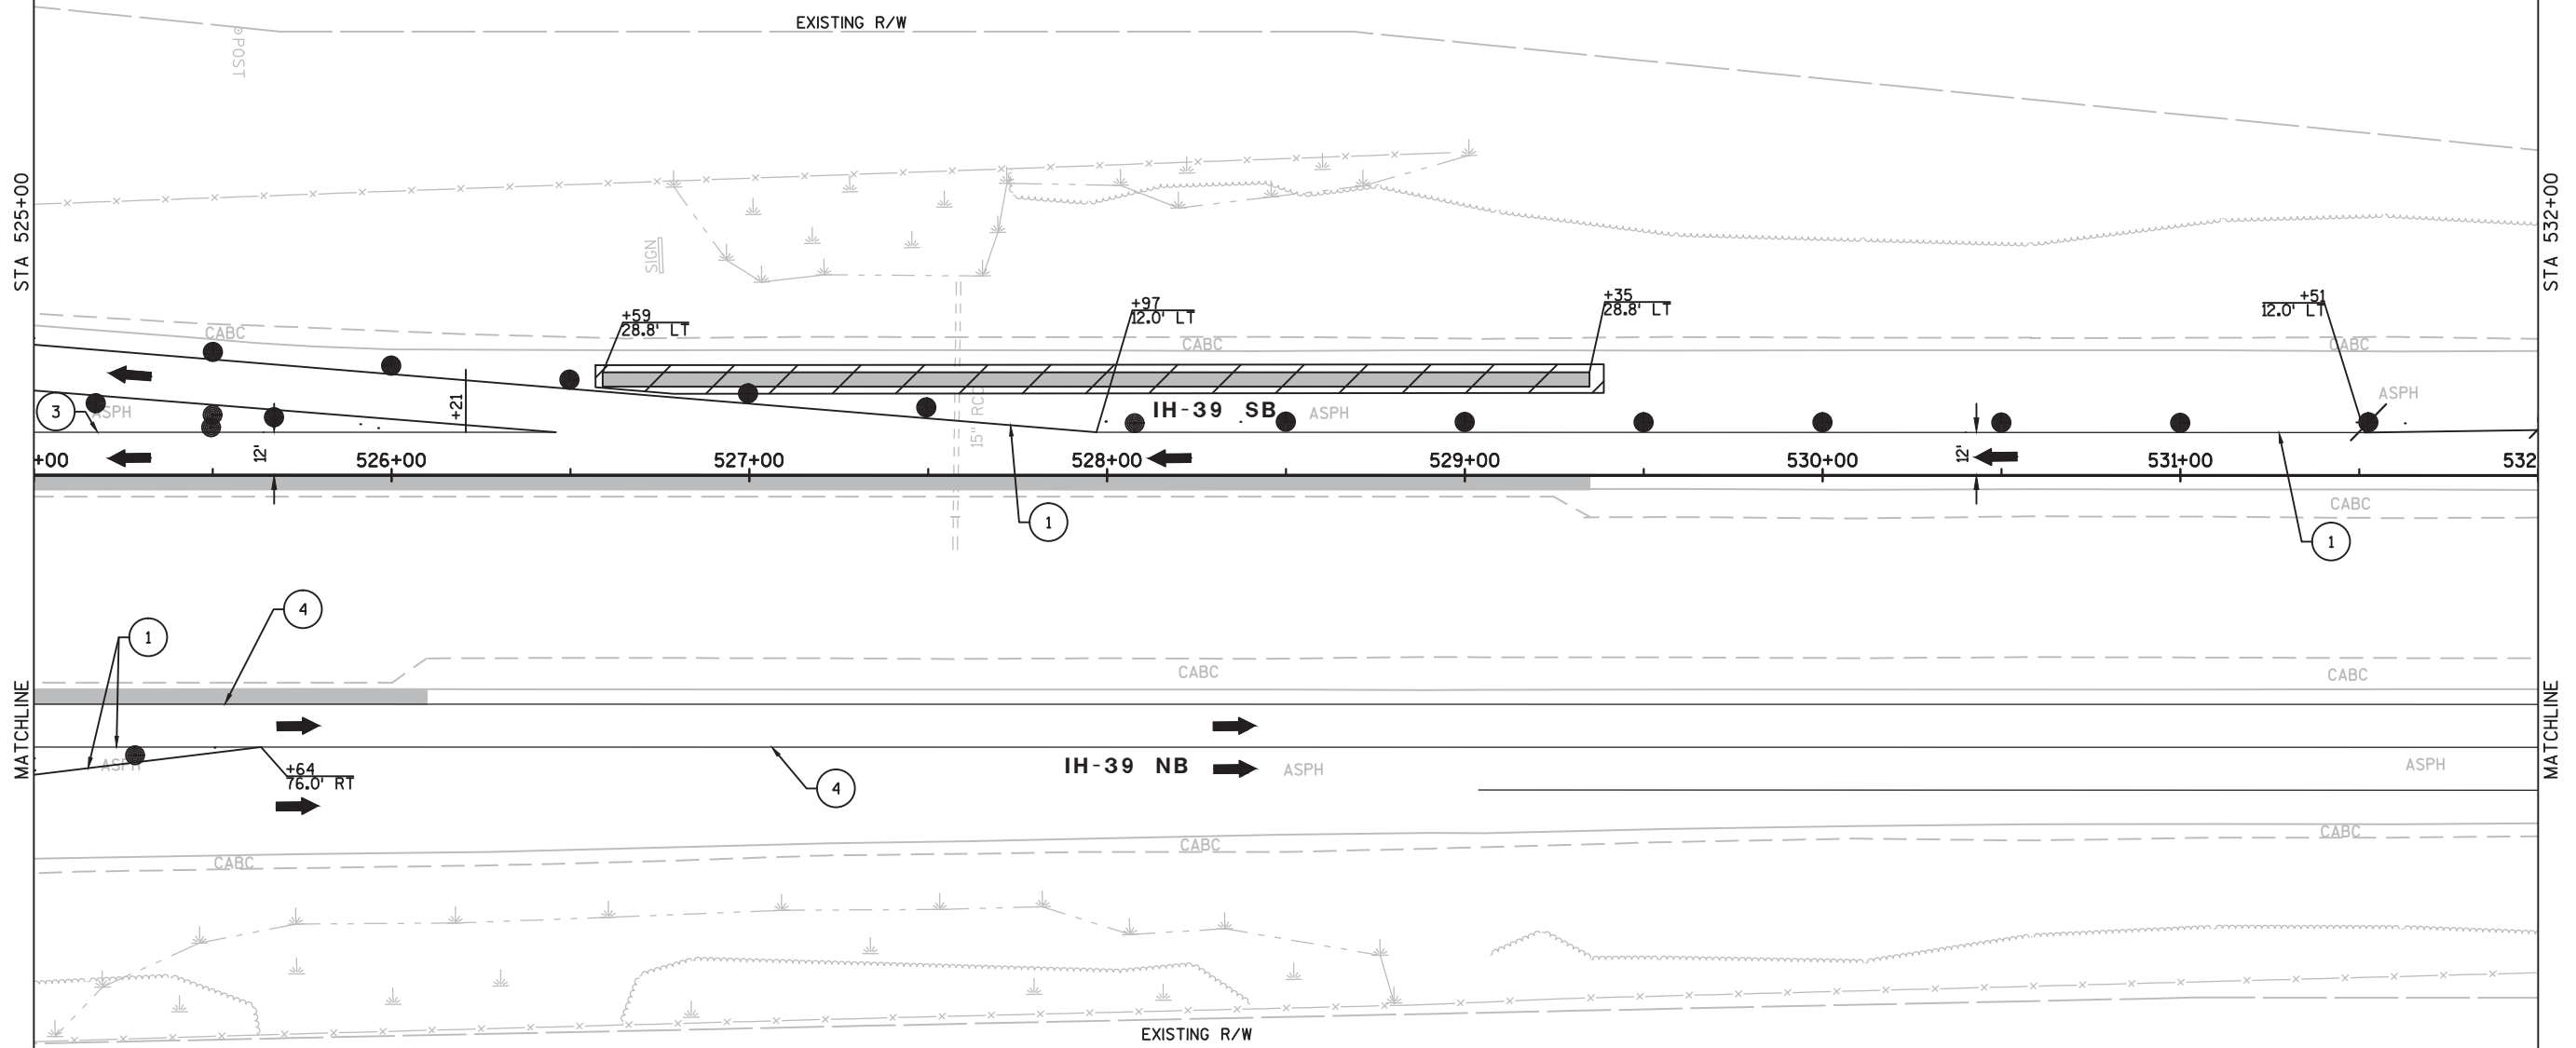 EXISTING R/W
POST
STA 525+00
STA 532+00
SIGN
+59
28.8' LT
+97
12.0' LT
+35
28.8' LT
+51
12.0' LT
CABC
CABC
CABC
3
ASPH
+21
15" RC
IH-39 SB
ASPH
ASPH
+00
12'
526+00
527+00
528+00
529+00
530+00
12'
531+00
532
1
CABC
1
4
1
CABC
CABC
MATCHLINE
MATCHLINE
ASPH
+64
76.0' RT
4
IH-39 NB
ASPH
ASPH
CABC
CABC
CABC
EXISTING R/W